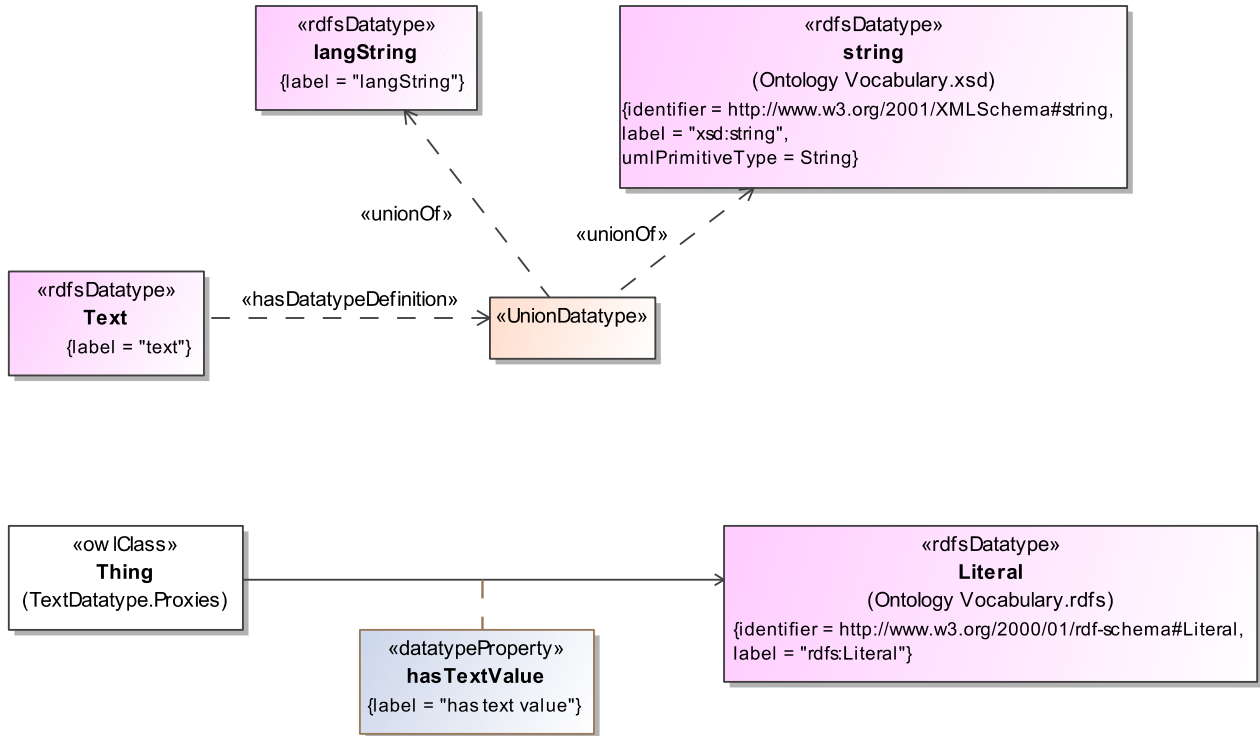 «rdfsDatatype»
langString
{label = "langString"}
«rdfsDatatype»
string
(Ontology Vocabulary.xsd)
{identifier = http://www.w3.org/2001/XMLSchema#string,
label = "xsd:string",
umlPrimitiveType = String}
«unionOf»
«unionOf»
«rdfsDatatype»
Text
{label = "text"}
«hasDatatypeDefinition»
«UnionDatatype»
«owlClass»
Thing
(TextDatatype.Proxies)
«rdfsDatatype»
Literal
(Ontology Vocabulary.rdfs)
{identifier = http://www.w3.org/2000/01/rdf-schema#Literal,
label = "rdfs:Literal"}
«datatypeProperty»
hasTextValue
{label = "has text value"}